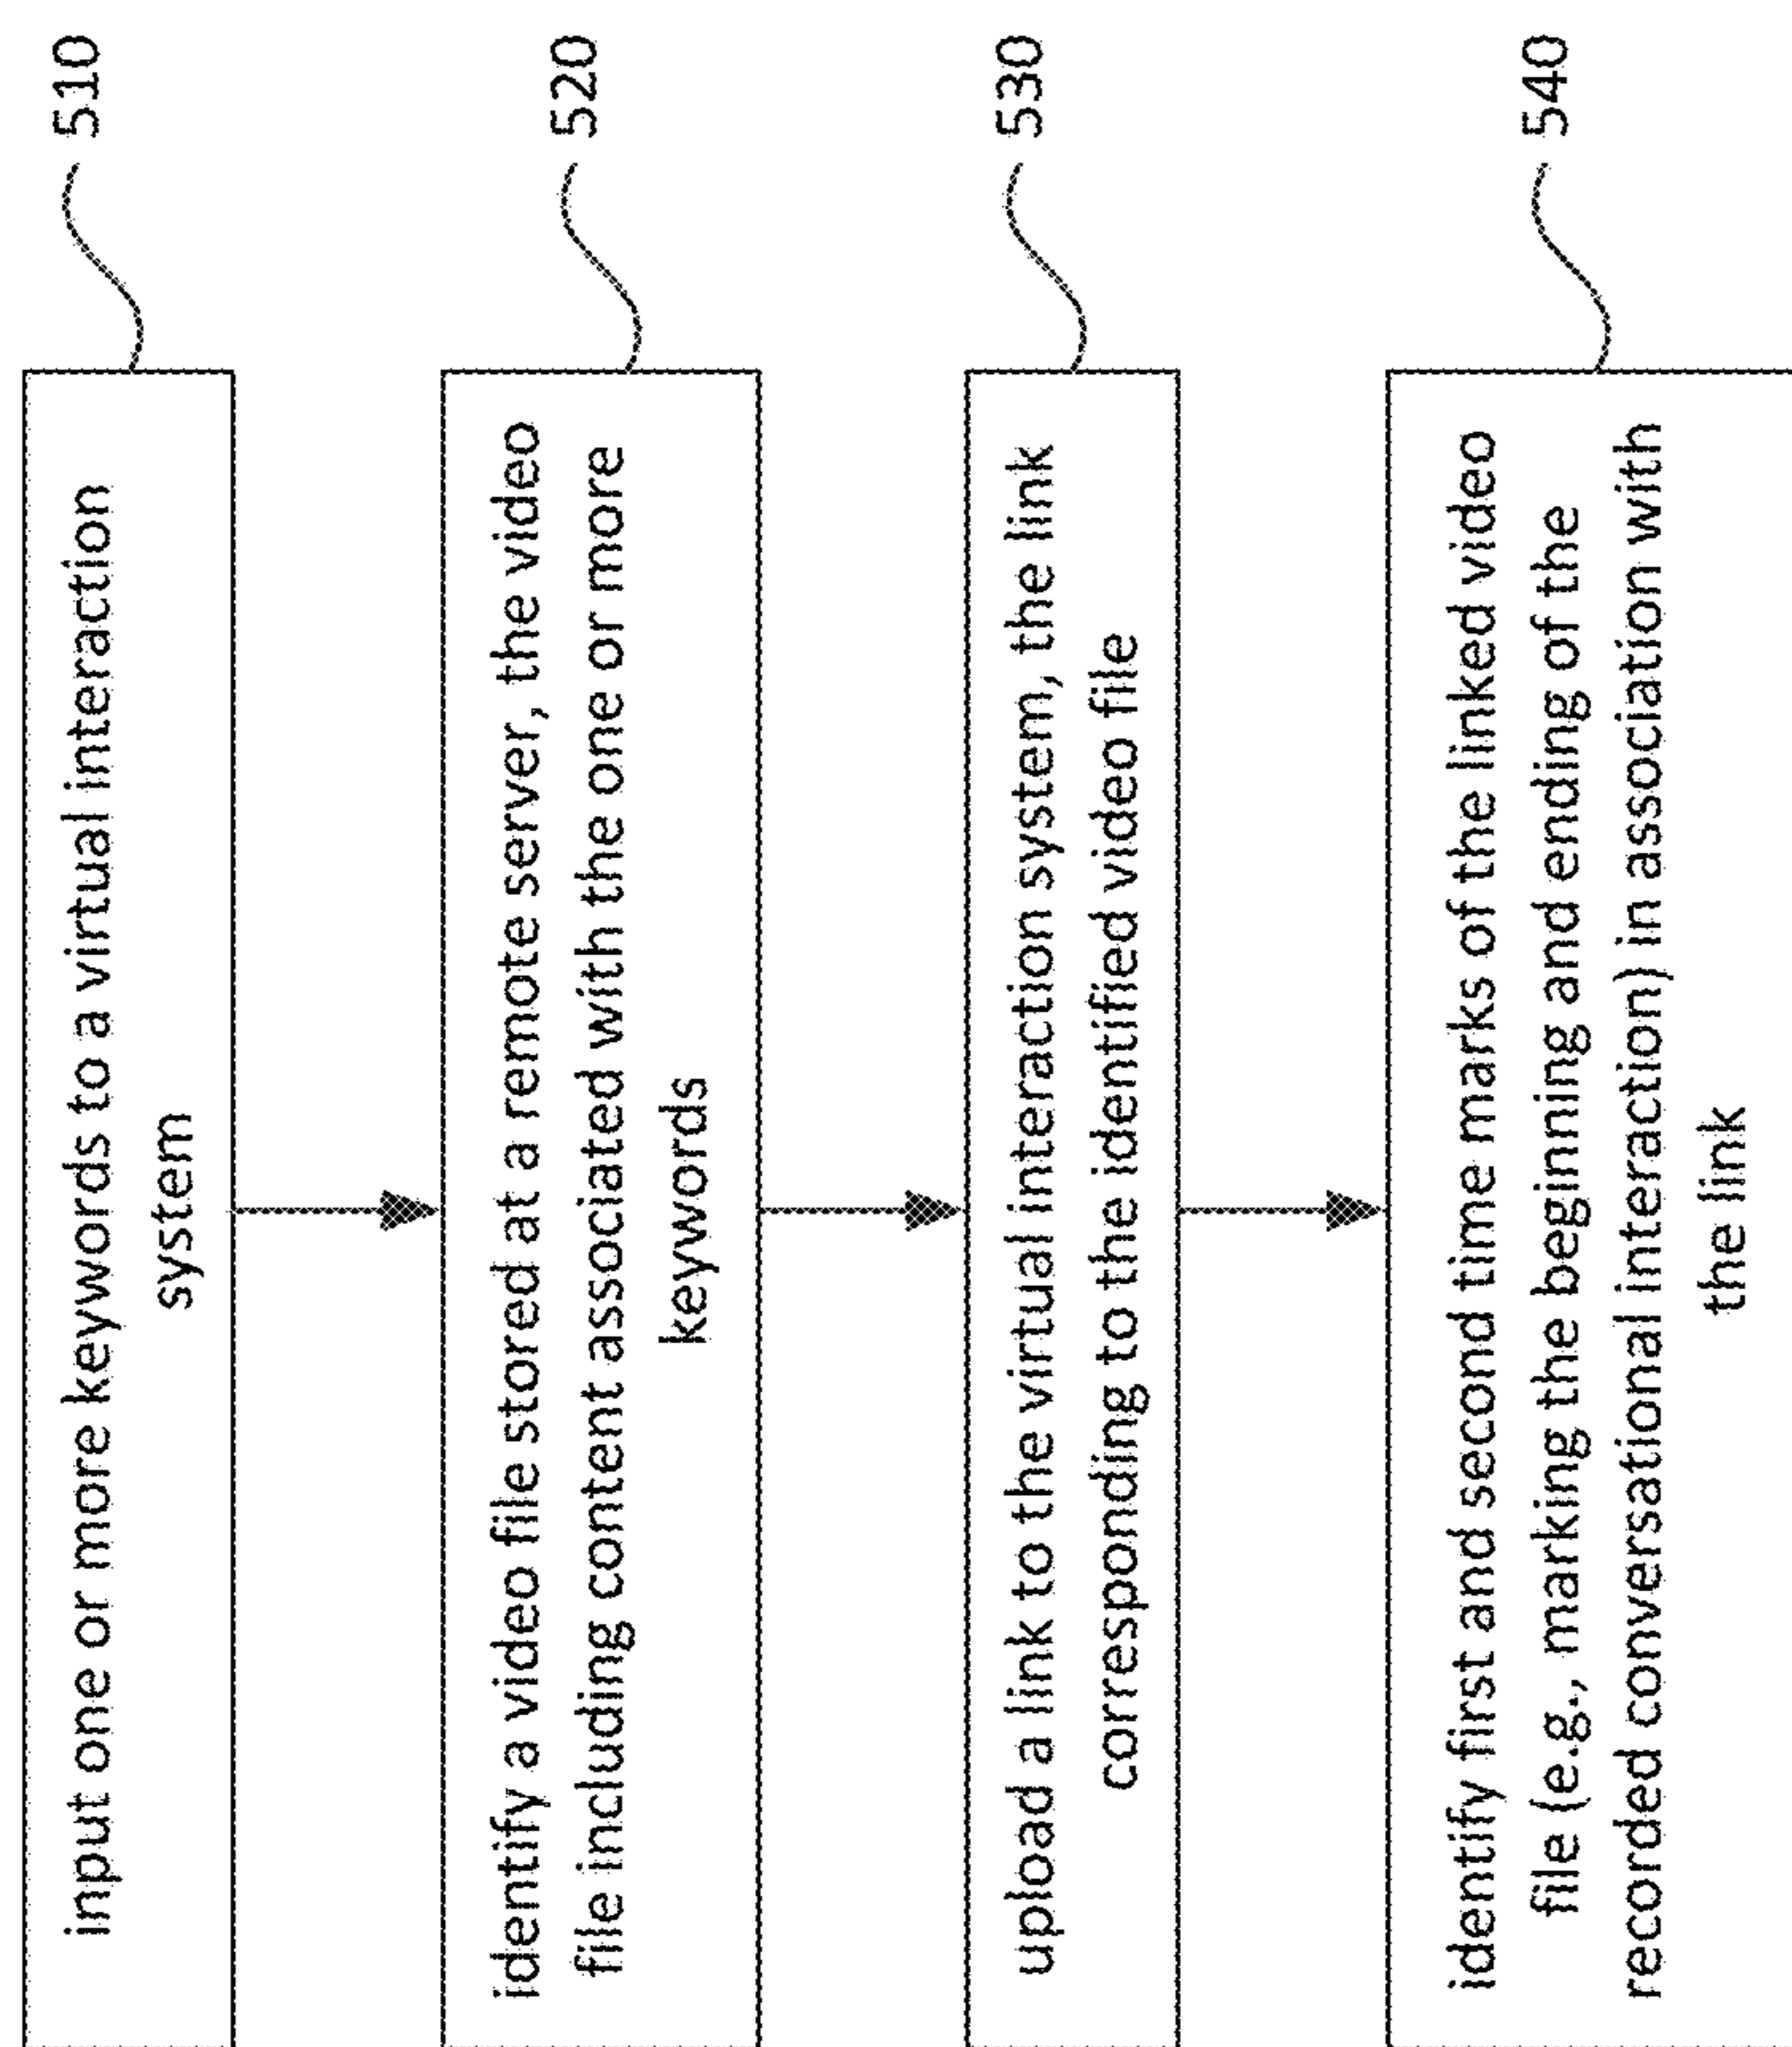 input one or more keywords to a virtual interaction
system
510
identify a video file stored at a remote server, the video
file including content associated with the one or more
keywords
520
upload a link to the virtual interaction system, the link
corresponding to the identified video file
530
identify first and second time marks of the linked video
file (e.g., marking the beginning and ending of the
recorded conversational interaction) in association with
the link
540